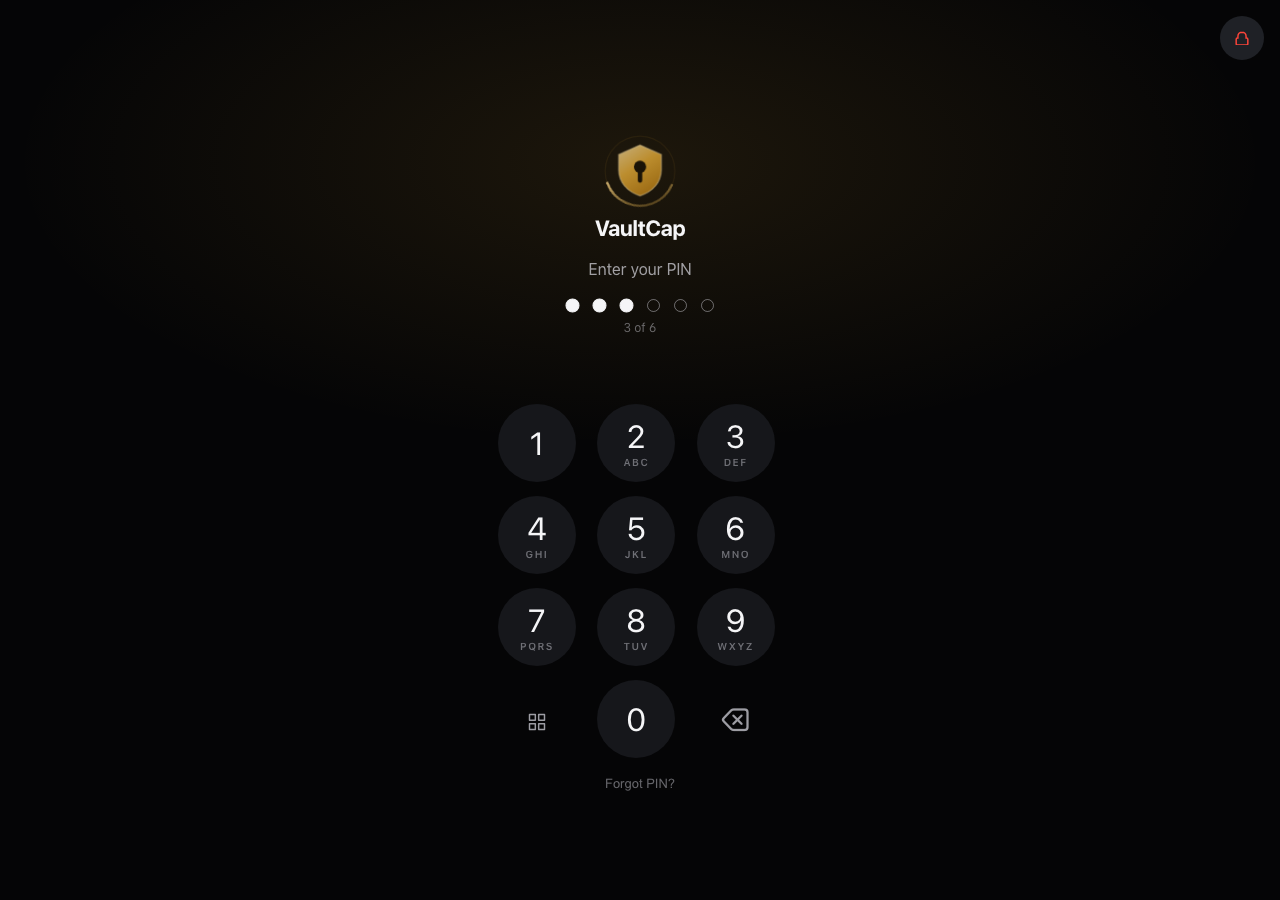 VaultCap
Enter your PIN
3 of 6
1 2 3
ABC DEF
4 5 6
GHI JKL MNO
7 8 9
PQRS TUV WXYZ
0
Forgot PIN?